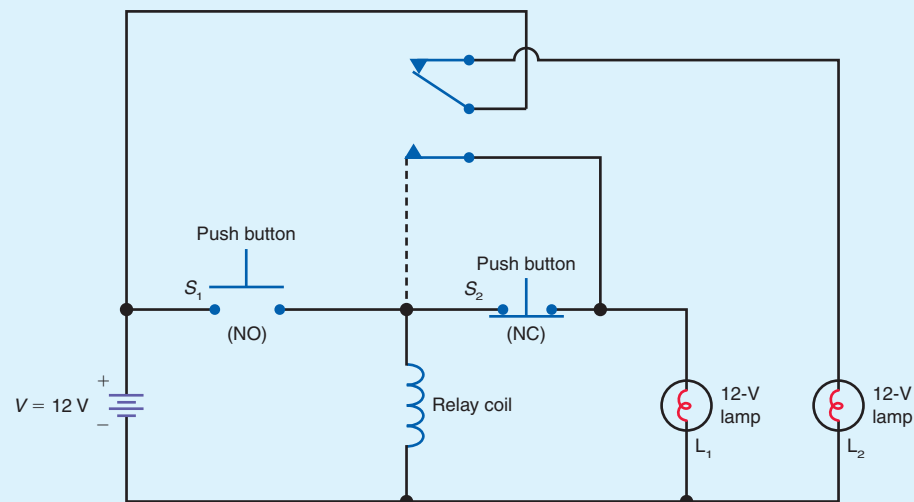 Push button
S₁
(NO)
Push button
S₂
(NC)
+
V = 12 V
−
Relay coil
12-V
lamp
L₁
12-V
lamp
L₂